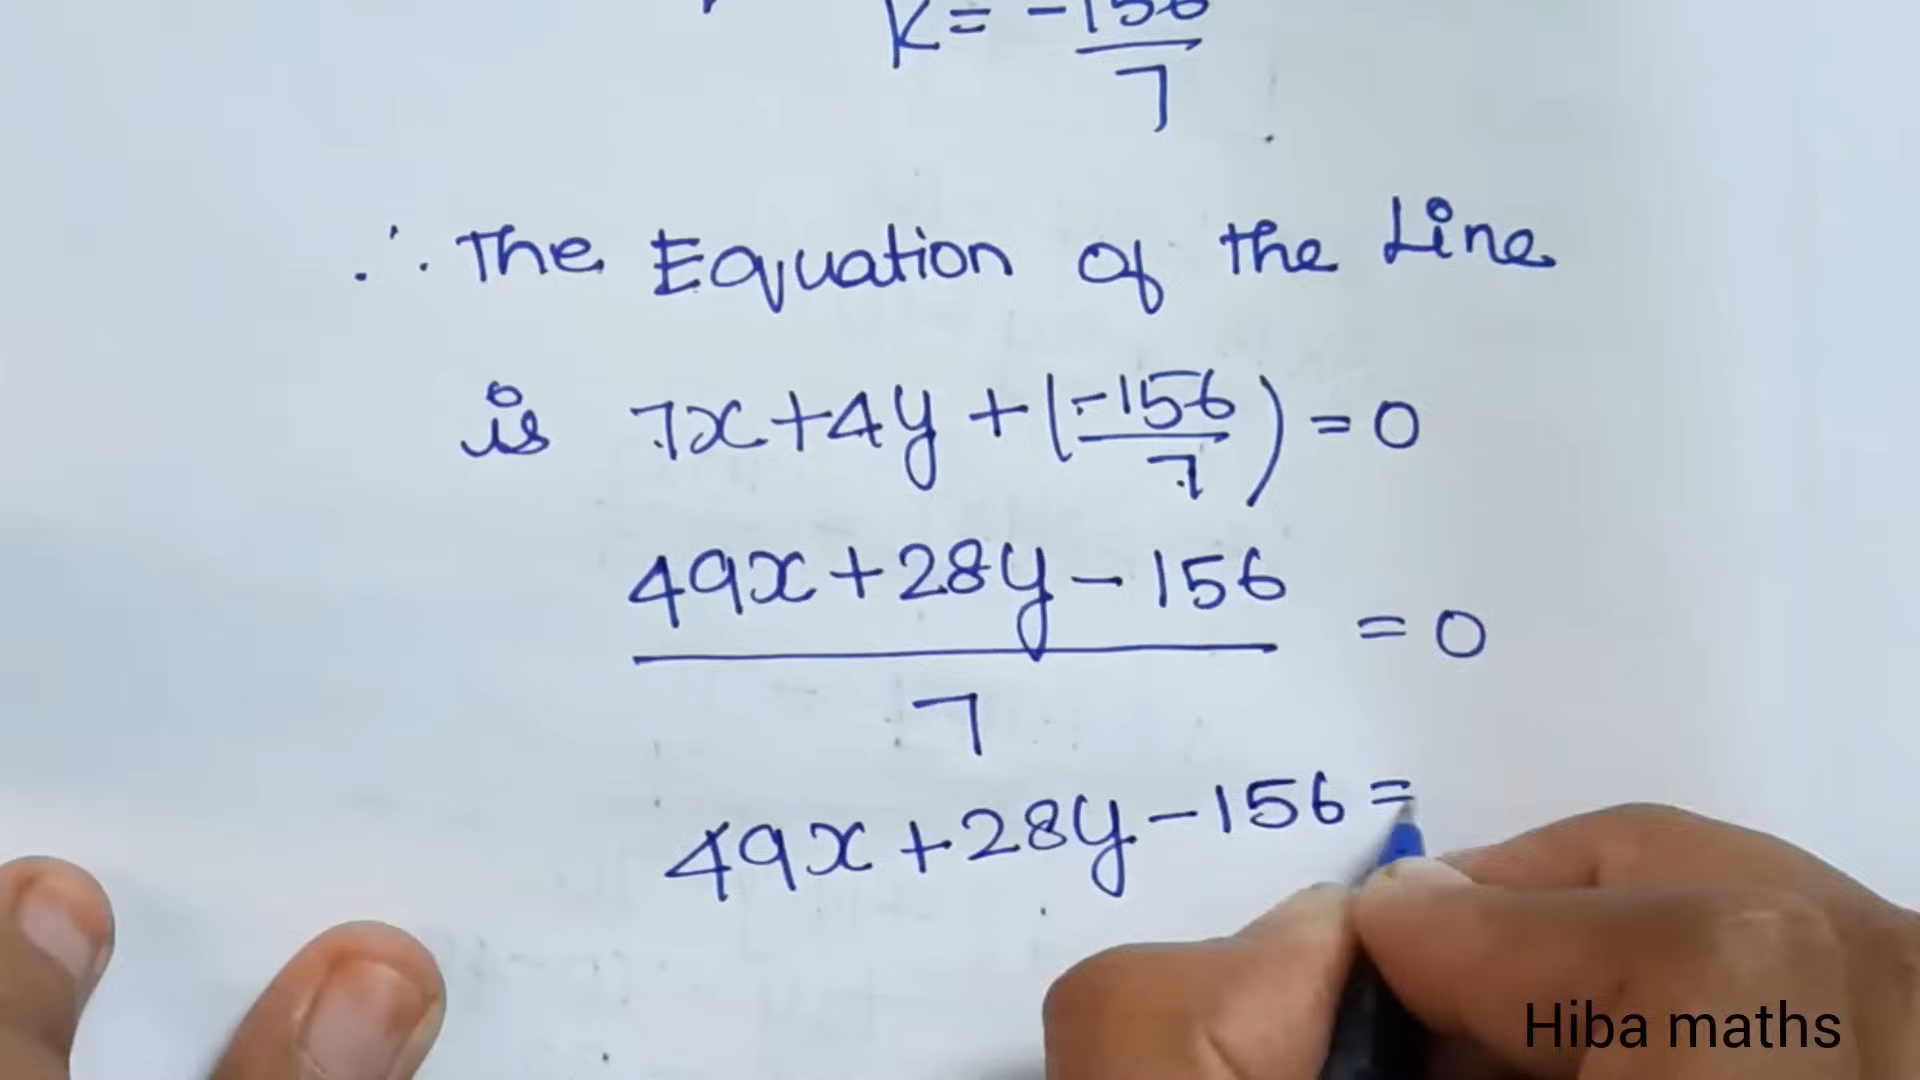 K = -156/7
∴ The Equation of the Line
is 7x + 4y + (-156/7) = 0
49x + 28y - 156 / 7 = 0
49x + 28y - 156 =
Hiba maths